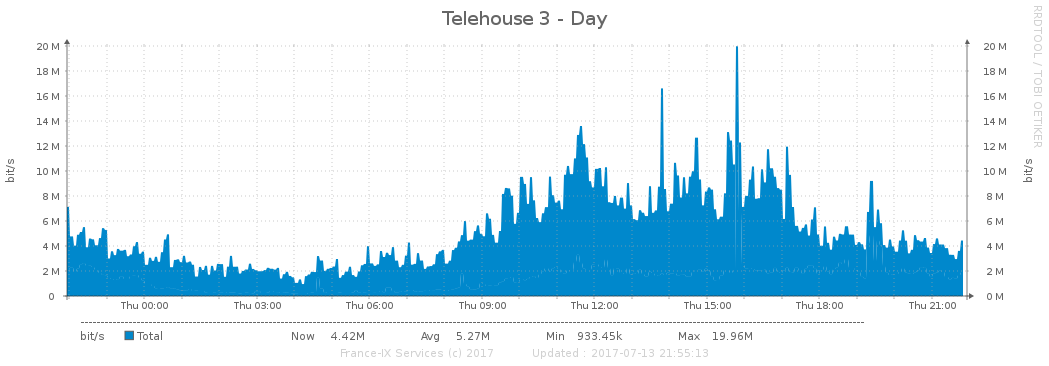 Telehouse 3 - Day
RRDTOOL / TOBI OETIKER
bit/s
bit/s
20 M 20 M
18 M 18 M
16 M 16 M
14 M 14 M
12 M 12 M
10 M 10 M
8 M 8 M
6 M 6 M
4 M 4 M
2 M 2 M
0 0 M
Thu 00:00 Thu 03:00 Thu 06:00 Thu 09:00 Thu 12:00 Thu 15:00 Thu 18:00 Thu 21:00
bit/s Total Now 4.42M Avg 5.27M Min 933.45k Max 19.96M
France-IX Services (c) 2017 Updated : 2017-07-13 21:55:13